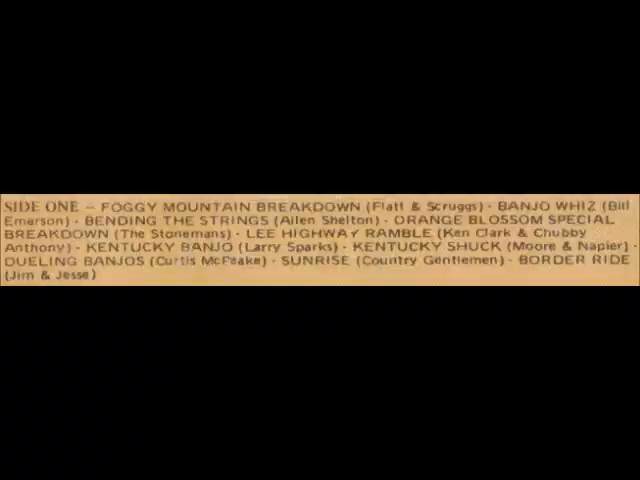 SIDE ONE — FOGGY MOUNTAIN BREAKDOWN (Flatt & Scruggs) · BANJO WHIZ (Bill
Emerson) · BENDING THE STRINGS (Allen Shelton) · ORANGE BLOSSOM SPECIAL
BREAKDOWN (The Stonemans) · LEE HIGHWAY RAMBLE (Ken Clark & Chubby
Anthony) · KENTUCKY BANJO (Larry Sparks) · KENTUCKY SHUCK (Moore & Napier) ·
DUELING BANJOS (Curtis McPeake) · SUNRISE (Country Gentlemen) · BORDER RIDE
(Jim & Jesse)